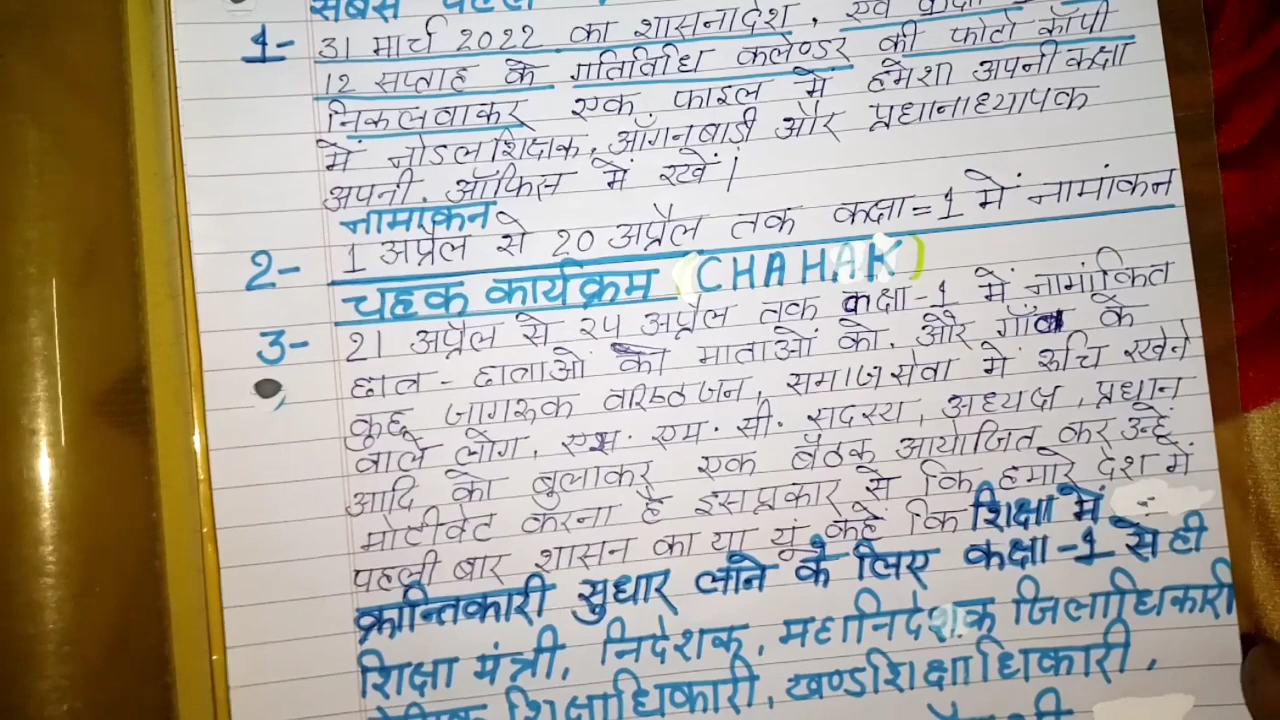 सबसे पहले
1- 31 मार्च 2022 का शासनादेश, एवं कक्षा
12 सप्ताह के गतिविधि कलेण्डर की फोटो कॉपी
निकलवाकर एक फाइल में हमेशा अपनी कक्षा
में नोडल शिक्षक, आँगनबाड़ी और प्रधानाध्यापक
अपनी ऑफिस में रखें।
नामांकन
2- 1 अप्रैल से 20 अप्रैल तक कक्षा=1 में नामांकन
चहक कार्यक्रम (CHAHAK)
3- 21 अप्रैल से 24 अप्रैल तक कक्षा-1 में नामांकित
छात्र-छात्राओं की माताओं को, और गाँव के
कुछ जागरूक वरिष्ठजन, समाजसेवा में रूचि रखेने
वाले लोग, एस. एम. सी. सदस्य, अध्यक्ष, प्रधान
आदि को बुलाकर एक बैठक आयोजित कर उन्हें
मोटीवेट करना है इसप्रकार से कि हमारे देश में
पहली बार शासन का या यूं कहें कि शिक्षा में
क्रान्तिकारी सुधार लाने के लिए कक्षा-1 से ही
शिक्षा मंत्री, निदेशक, महानिदेशक जिलाधिकारी
शिक्षाधिकारी, खण्डशिक्षाधिकारी,